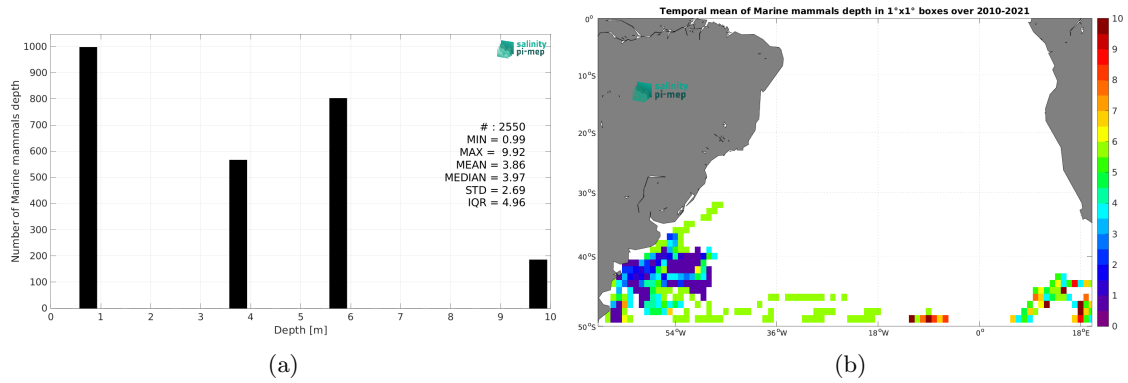 1000
900
800
700
600
500
400
300
200
100
0
Number of Marine mammals depth
salinity
pi-mep
# : 2550
MIN = 0.99
MAX = 9.92
MEAN = 3.86
MEDIAN = 3.97
STD = 2.69
IQR = 4.96
0 1 2 3 4 5 6 7 8 9 10
Depth [m]
(a)
Temporal mean of Marine mammals depth in 1°x1° boxes over 2010-2021
0°
10°S
20°S
30°S
40°S
50°S
salinity
pi-mep
54°W 36°W 18°W 0° 18°E
10
9
8
7
6
5
4
3
2
1
0
(b)